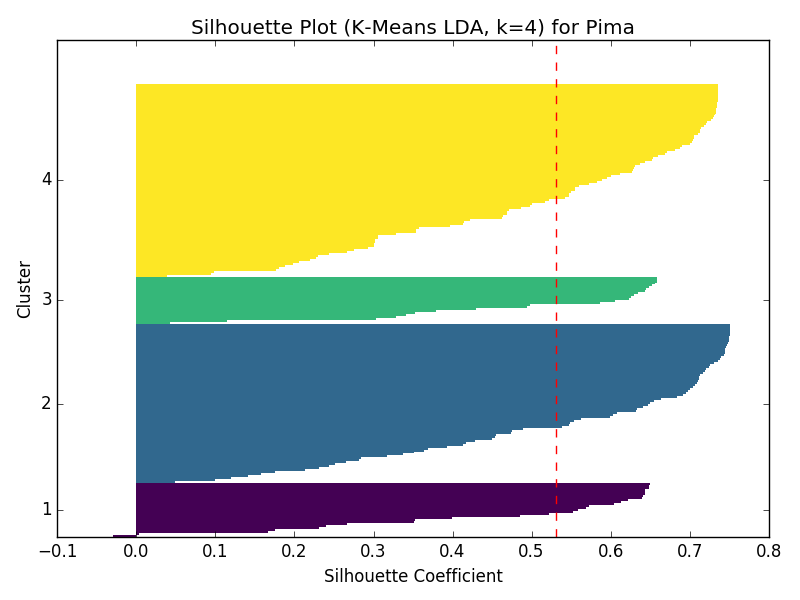 Silhouette Plot (K-Means LDA, k=4) for Pima
Cluster
4
3
2
1
−0.1 0.0 0.1 0.2 0.3 0.4 0.5 0.6 0.7 0.8
Silhouette Coefficient